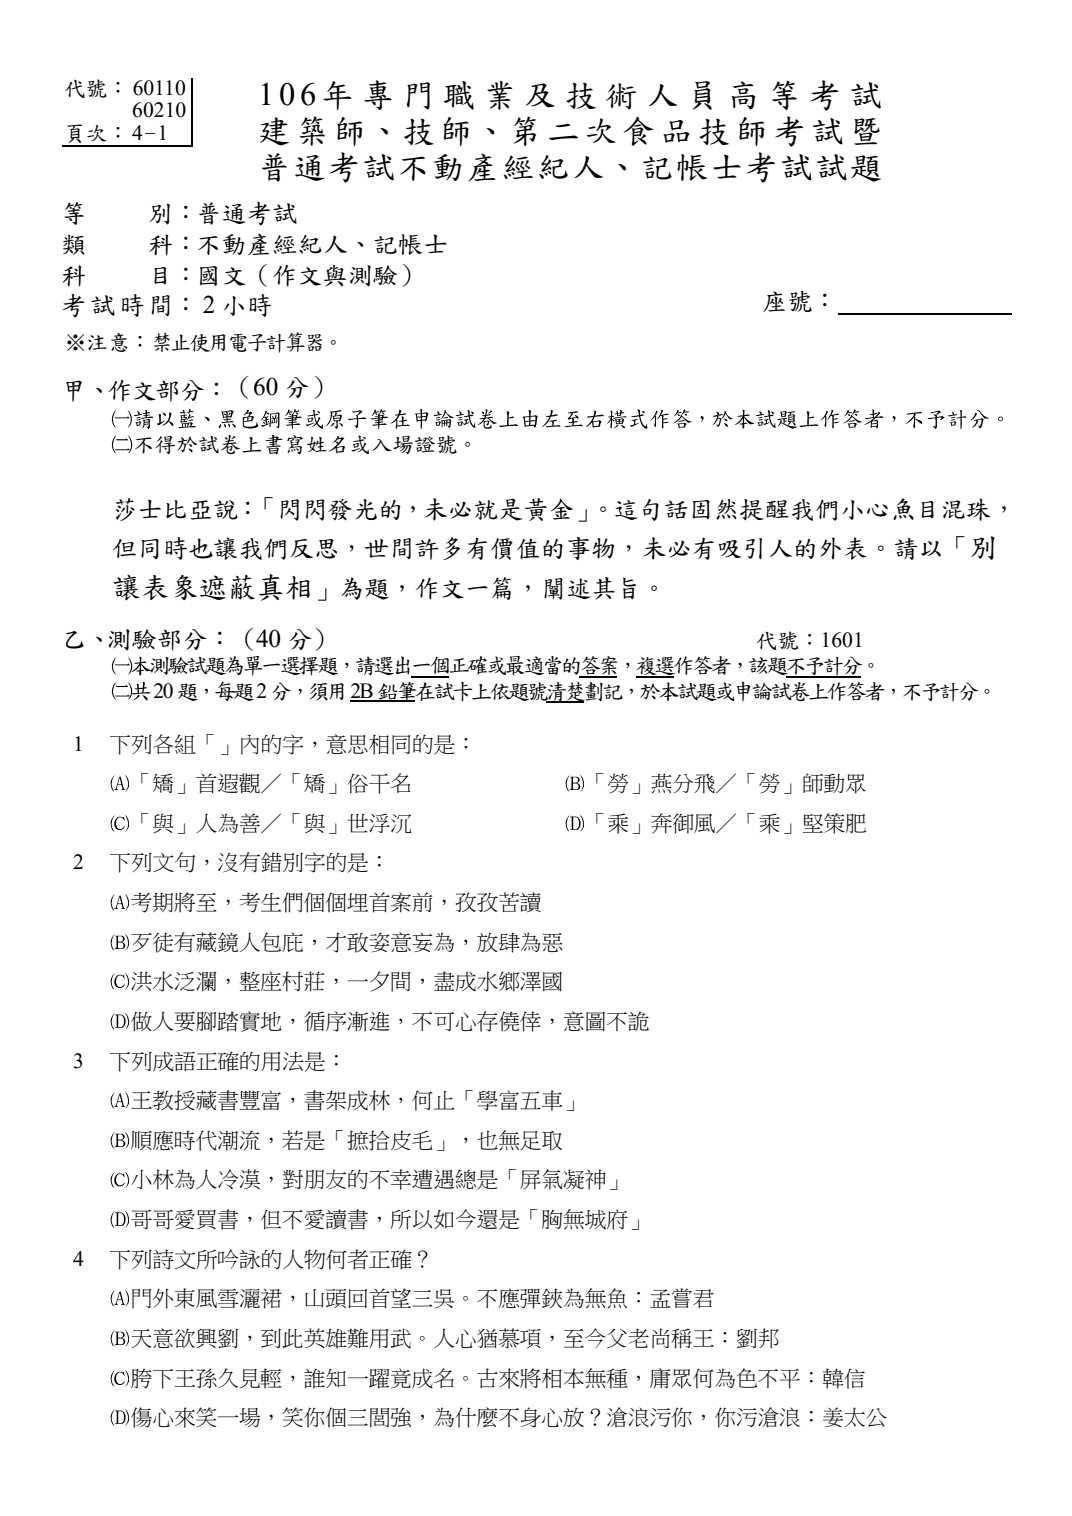 代號：60110
60210
頁次：4－1
106年專門職業及技術人員高等考試
建築師、技師、第二次食品技師考試暨
普通考試不動產經紀人、記帳士考試試題
等　　別：普通考試
類　　科：不動產經紀人、記帳士
科　　目：國文（作文與測驗）
考試時間：2 小時
座號：
※注意：禁止使用電子計算器。
甲、作文部分：（60 分）
㈠請以藍、黑色鋼筆或原子筆在申論試卷上由左至右橫式作答，於本試題上作答者，不予計分。
㈡不得於試卷上書寫姓名或入場證號。
莎士比亞說：「閃閃發光的，未必就是黃金」。這句話固然提醒我們小心魚目混珠，
但同時也讓我們反思，世間許多有價值的事物，未必有吸引人的外表。請以「別
讓表象遮蔽真相」為題，作文一篇，闡述其旨。
乙、測驗部分：（40 分）
代號：1601
㈠本測驗試題為單一選擇題，請選出一個正確或最適當的答案，複選作答者，該題不予計分。
㈡共 20 題，每題 2 分，須用 2B 鉛筆在試卡上依題號清楚劃記，於本試題或申論試卷上作答者，不予計分。
1 下列各組「」內的字，意思相同的是：
(A)「矯」首遐觀／「矯」俗干名
(B)「勞」燕分飛／「勞」師動眾
(C)「與」人為善／「與」世浮沉
(D)「乘」奔御風／「乘」堅策肥
2 下列文句，沒有錯別字的是：
(A)考期將至，考生們個個埋首案前，孜孜苦讀
(B)歹徒有藏鏡人包庇，才敢姿意妄為，放肆為惡
(C)洪水泛瀾，整座村莊，一夕間，盡成水鄉澤國
(D)做人要腳踏實地，循序漸進，不可心存僥倖，意圖不詭
3 下列成語正確的用法是：
(A)王教授藏書豐富，書架成林，何止「學富五車」
(B)順應時代潮流，若是「摭拾皮毛」，也無足取
(C)小林為人冷漠，對朋友的不幸遭遇總是「屏氣凝神」
(D)哥哥愛買書，但不愛讀書，所以如今還是「胸無城府」
4 下列詩文所吟詠的人物何者正確？
(A)門外東風雪灑裙，山頭回首望三吳。不應彈鋏為無魚：孟嘗君
(B)天意欲興劉，到此英雄難用武。人心猶慕項，至今父老尚稱王：劉邦
(C)胯下王孫久見輕，誰知一躍竟成名。古來將相本無種，庸眾何為色不平：韓信
(D)傷心來笑一場，笑你個三閭強，為什麼不身心放？滄浪污你，你污滄浪：姜太公